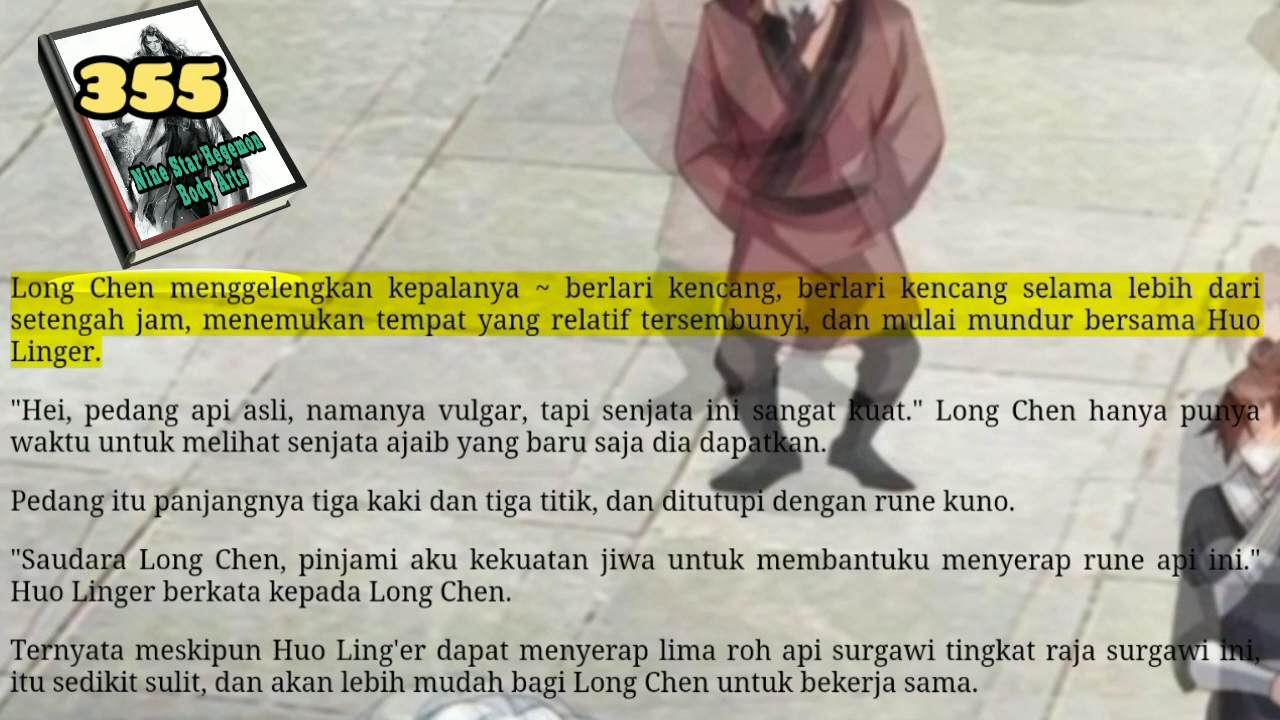 355
Nine Star Hegemon
Body Arts
Long Chen menggelengkan kepalanya ~ berlari kencang, berlari kencang selama lebih dari
setengah jam, menemukan tempat yang relatif tersembunyi, dan mulai mundur bersama Huo
Linger.
"Hei, pedang api asli, namanya vulgar, tapi senjata ini sangat kuat." Long Chen hanya punya
waktu untuk melihat senjata ajaib yang baru saja dia dapatkan.
Pedang itu panjangnya tiga kaki dan tiga titik, dan ditutupi dengan rune kuno.
"Saudara Long Chen, pinjami aku kekuatan jiwa untuk membantuku menyerap rune api ini."
Huo Linger berkata kepada Long Chen.
Ternyata meskipun Huo Ling'er dapat menyerap lima roh api surgawi tingkat raja surgawi ini,
itu sedikit sulit, dan akan lebih mudah bagi Long Chen untuk bekerja sama.